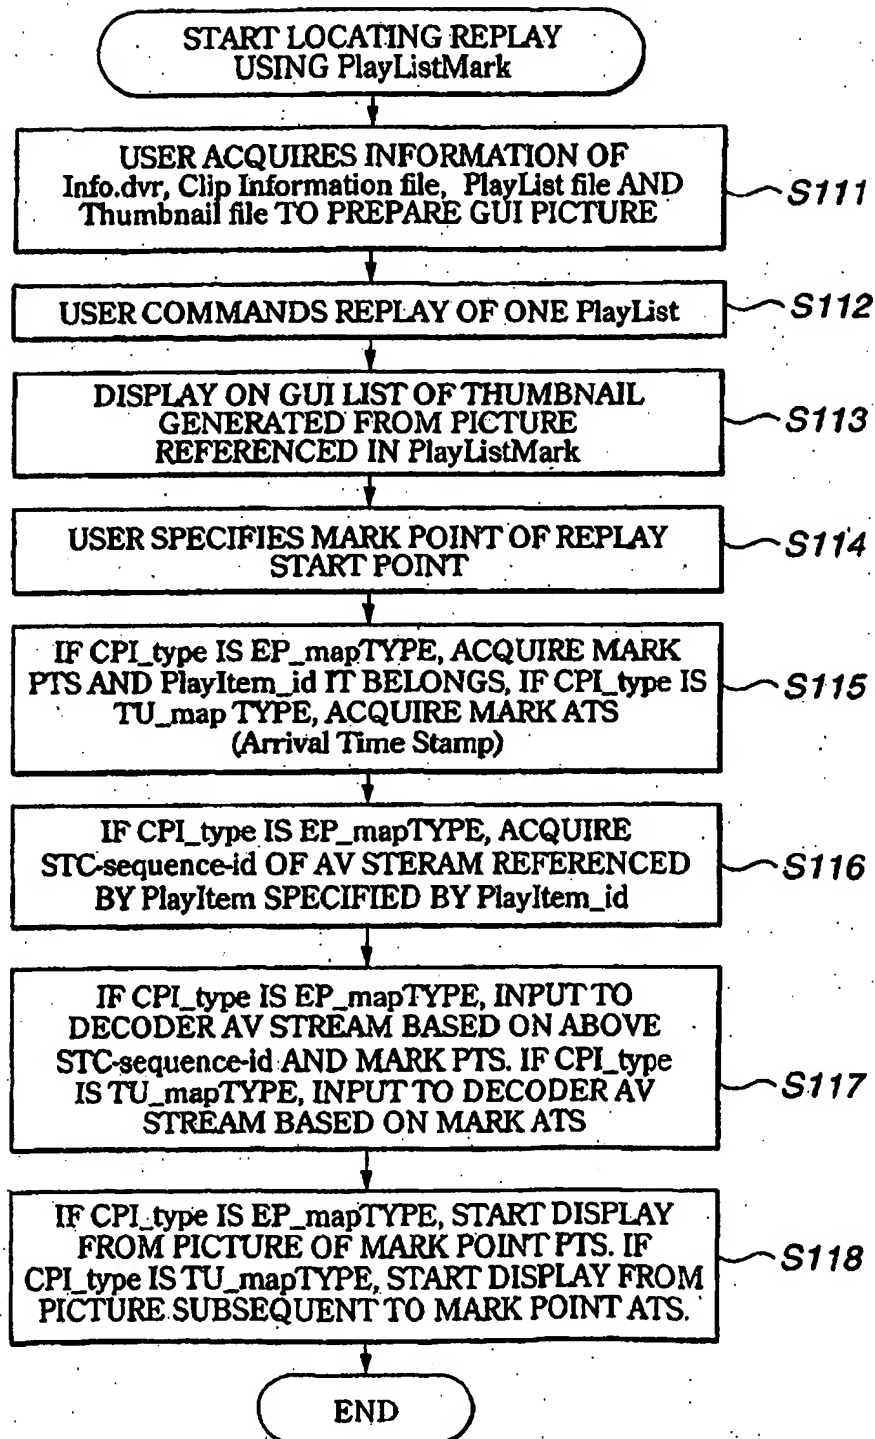 START LOCATING REPLAY
USING PlayListMark
USER ACQUIRES INFORMATION OF
Info.dvr, Clip Information file, PlayList file AND
Thumbnail file TO PREPARE GUI PICTURE
S111
USER COMMANDS REPLAY OF ONE PlayList
S112
DISPLAY ON GUI LIST OF THUMBNAIL
GENERATED FROM PICTURE
REFERENCED IN PlayListMark
S113
USER SPECIFIES MARK POINT OF REPLAY
START POINT
S114
IF CPI_type IS EP_mapTYPE, ACQUIRE MARK
PTS AND PlayItem_id IT BELONGS, IF CPI_type IS
TU_map TYPE, ACQUIRE MARK ATS
(Arrival Time Stamp)
S115
IF CPI_type IS EP_mapTYPE, ACQUIRE
STC-sequence-id OF AV STERAM REFERENCED
BY PlayItem SPECIFIED BY PlayItem_id
S116
IF CPI_type IS EP_mapTYPE, INPUT TO
DECODER AV STREAM BASED ON ABOVE
STC-sequence-id AND MARK PTS. IF CPI_type
IS TU_mapTYPE, INPUT TO DECODER AV
STREAM BASED ON MARK ATS
S117
IF CPI_type IS EP_mapTYPE, START DISPLAY
FROM PICTURE OF MARK POINT PTS. IF
CPI_type IS TU_mapTYPE, START DISPLAY FROM
PICTURE SUBSEQUENT TO MARK POINT ATS.
S118
END